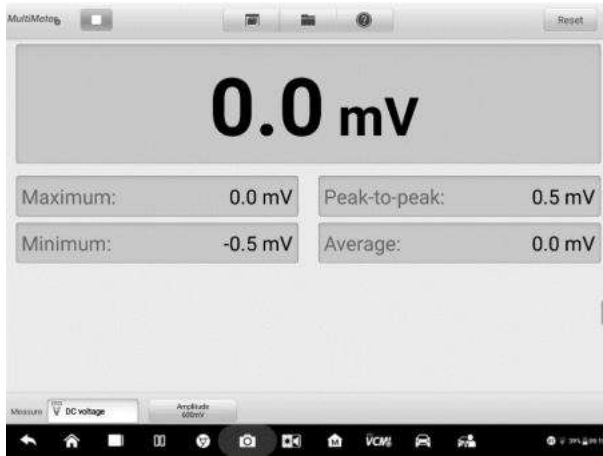 MultiMeter
Reset
0.0 mV
Maximum: 0.0 mV
Peak-to-peak: 0.5 mV
Minimum: -0.5 mV
Average: 0.0 mV
Measure DC voltage
Amplitude
600mV
M VCMI
39%